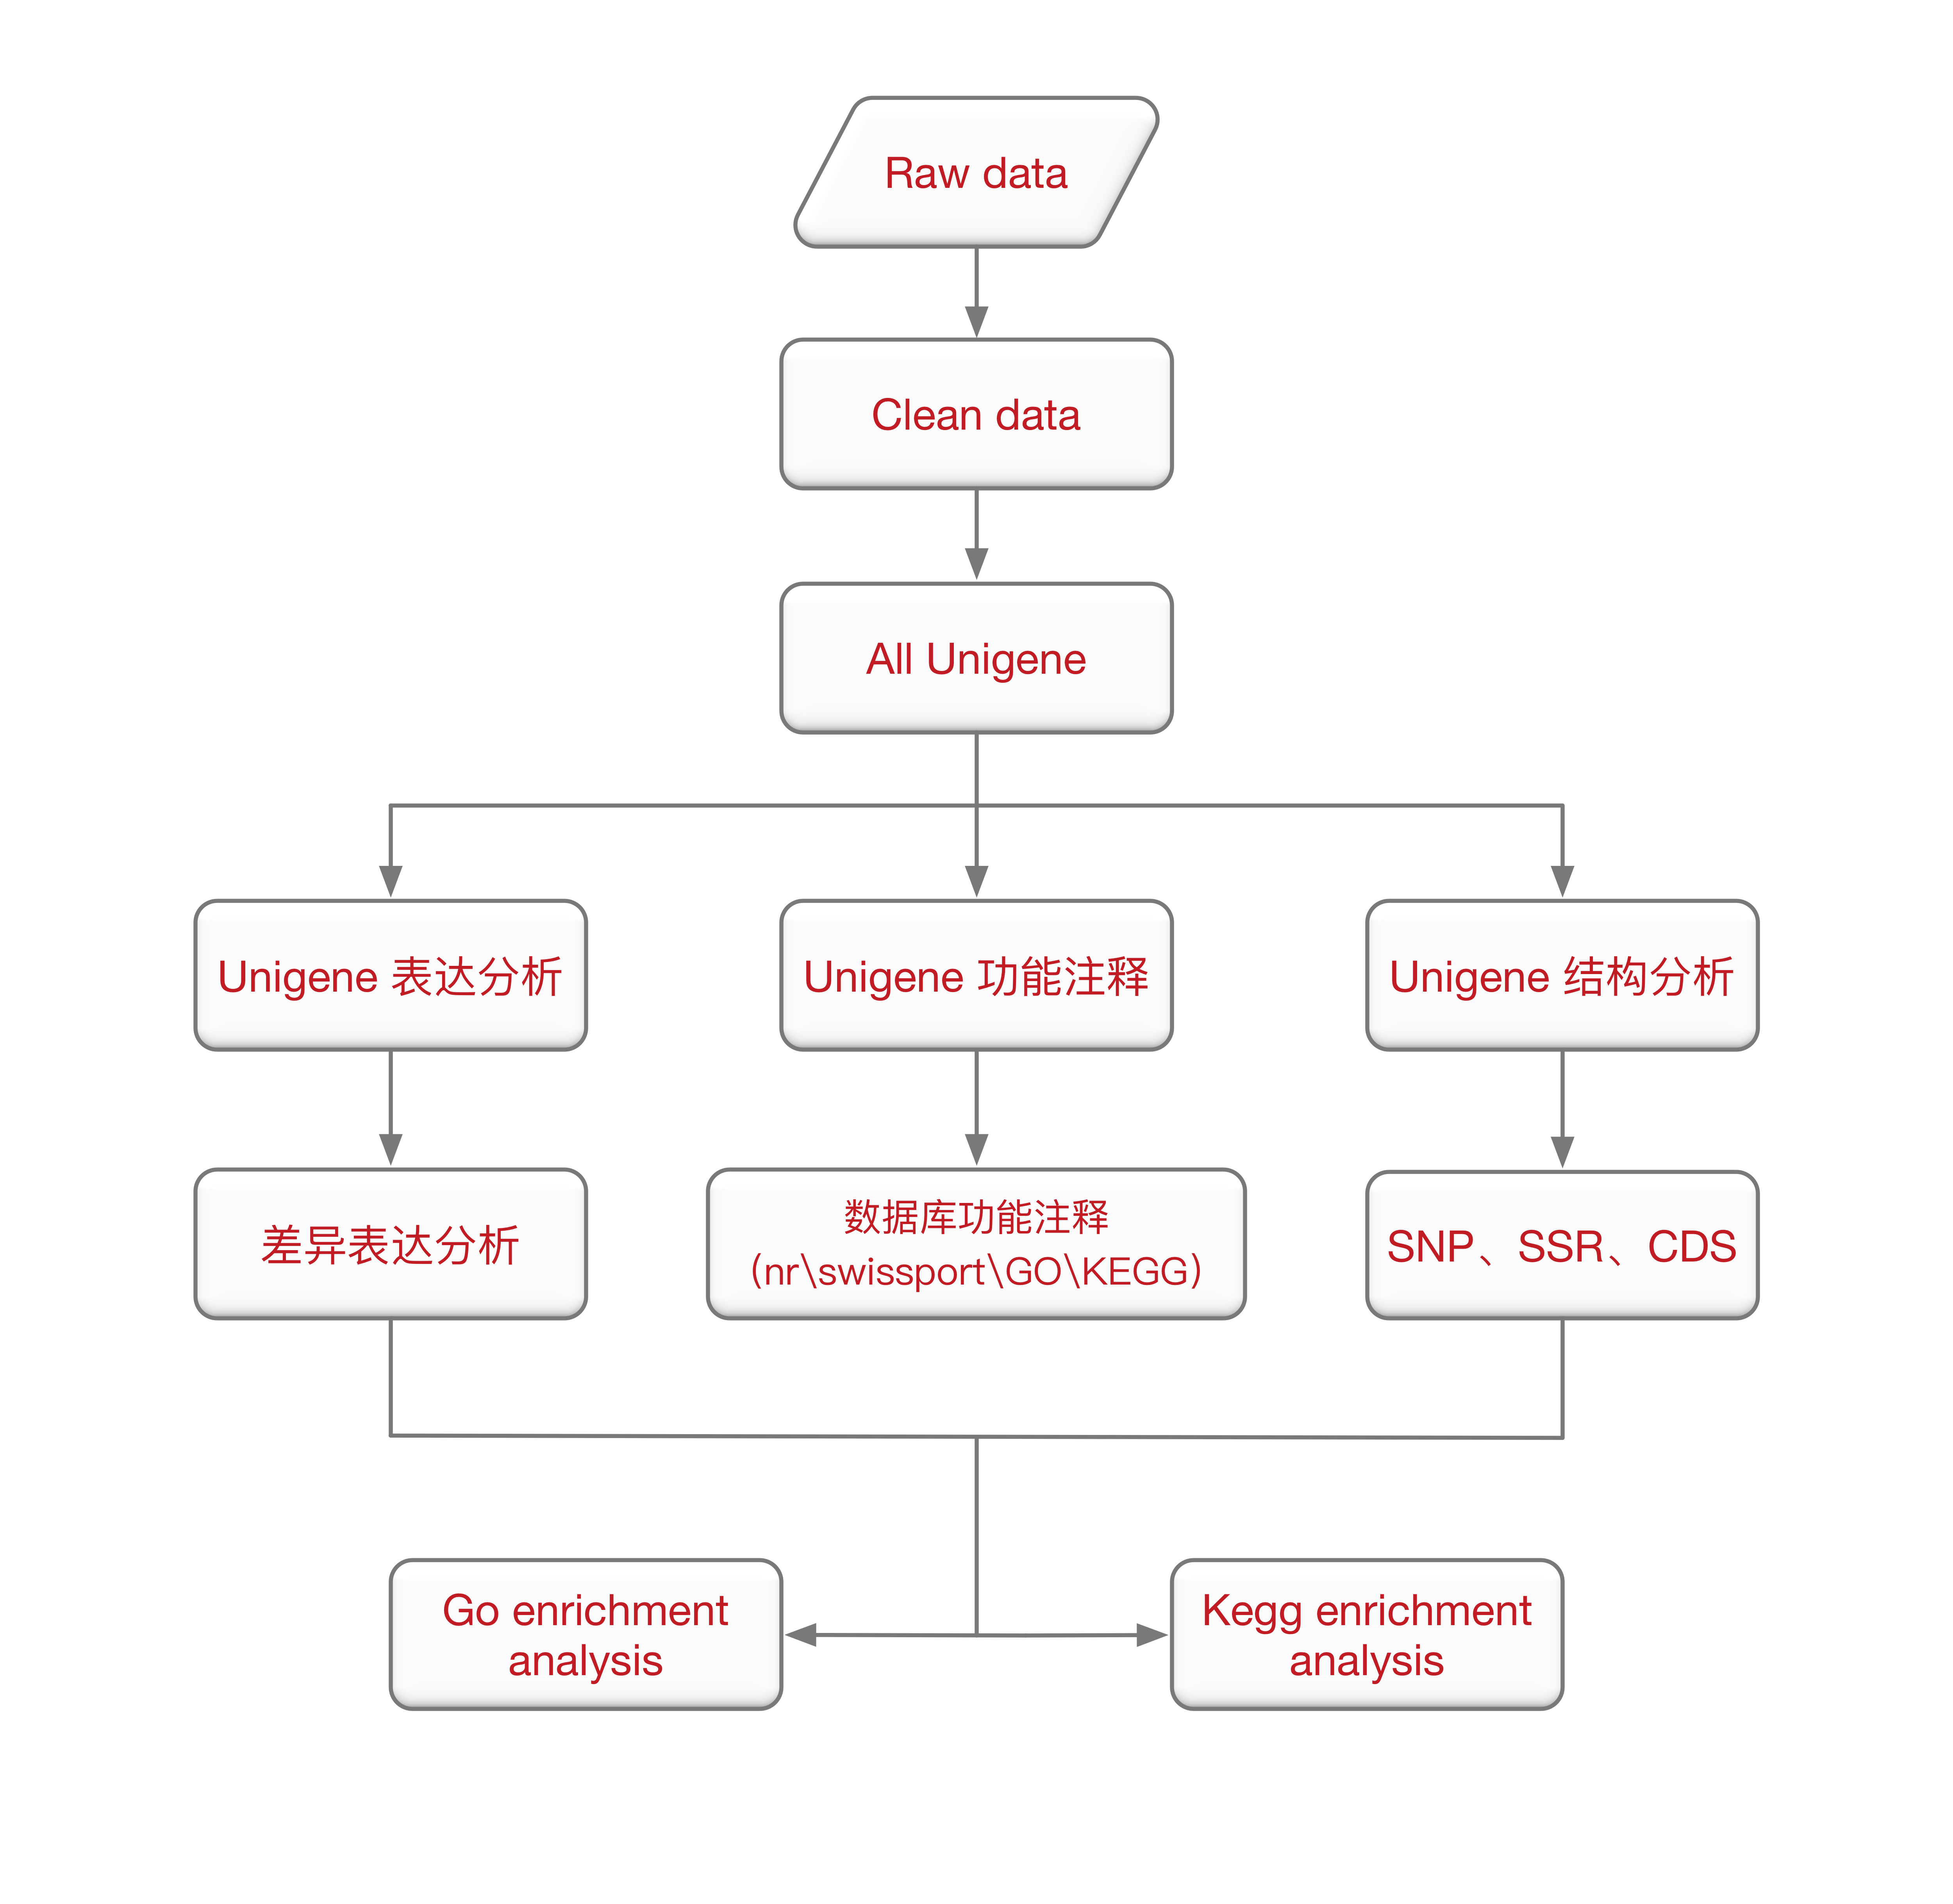 Raw data
Clean data
All Unigene
Unigene 表达分析
Unigene 功能注释
Unigene 结构分析
差异表达分析
数据库功能注释
(nr\swissport\GO\KEGG)
SNP、SSR、CDS
Go enrichment
analysis
Kegg enrichment
analysis